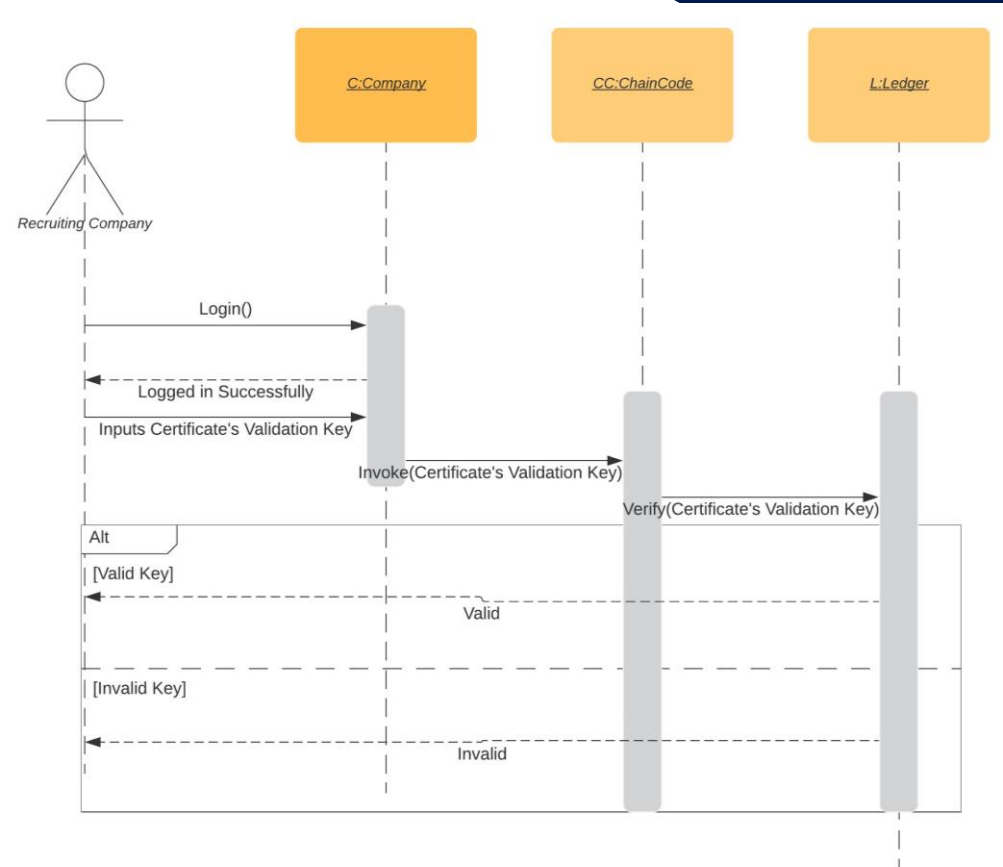 C:Company
CC:ChainCode
L:Ledger
Recruiting Company
Login()
Logged in Successfully
Inputs Certificate's Validation Key
Invoke(Certificate's Validation Key)
Verify(Certificate's Validation Key)
Alt
[Valid Key]
Valid
[Invalid Key]
Invalid